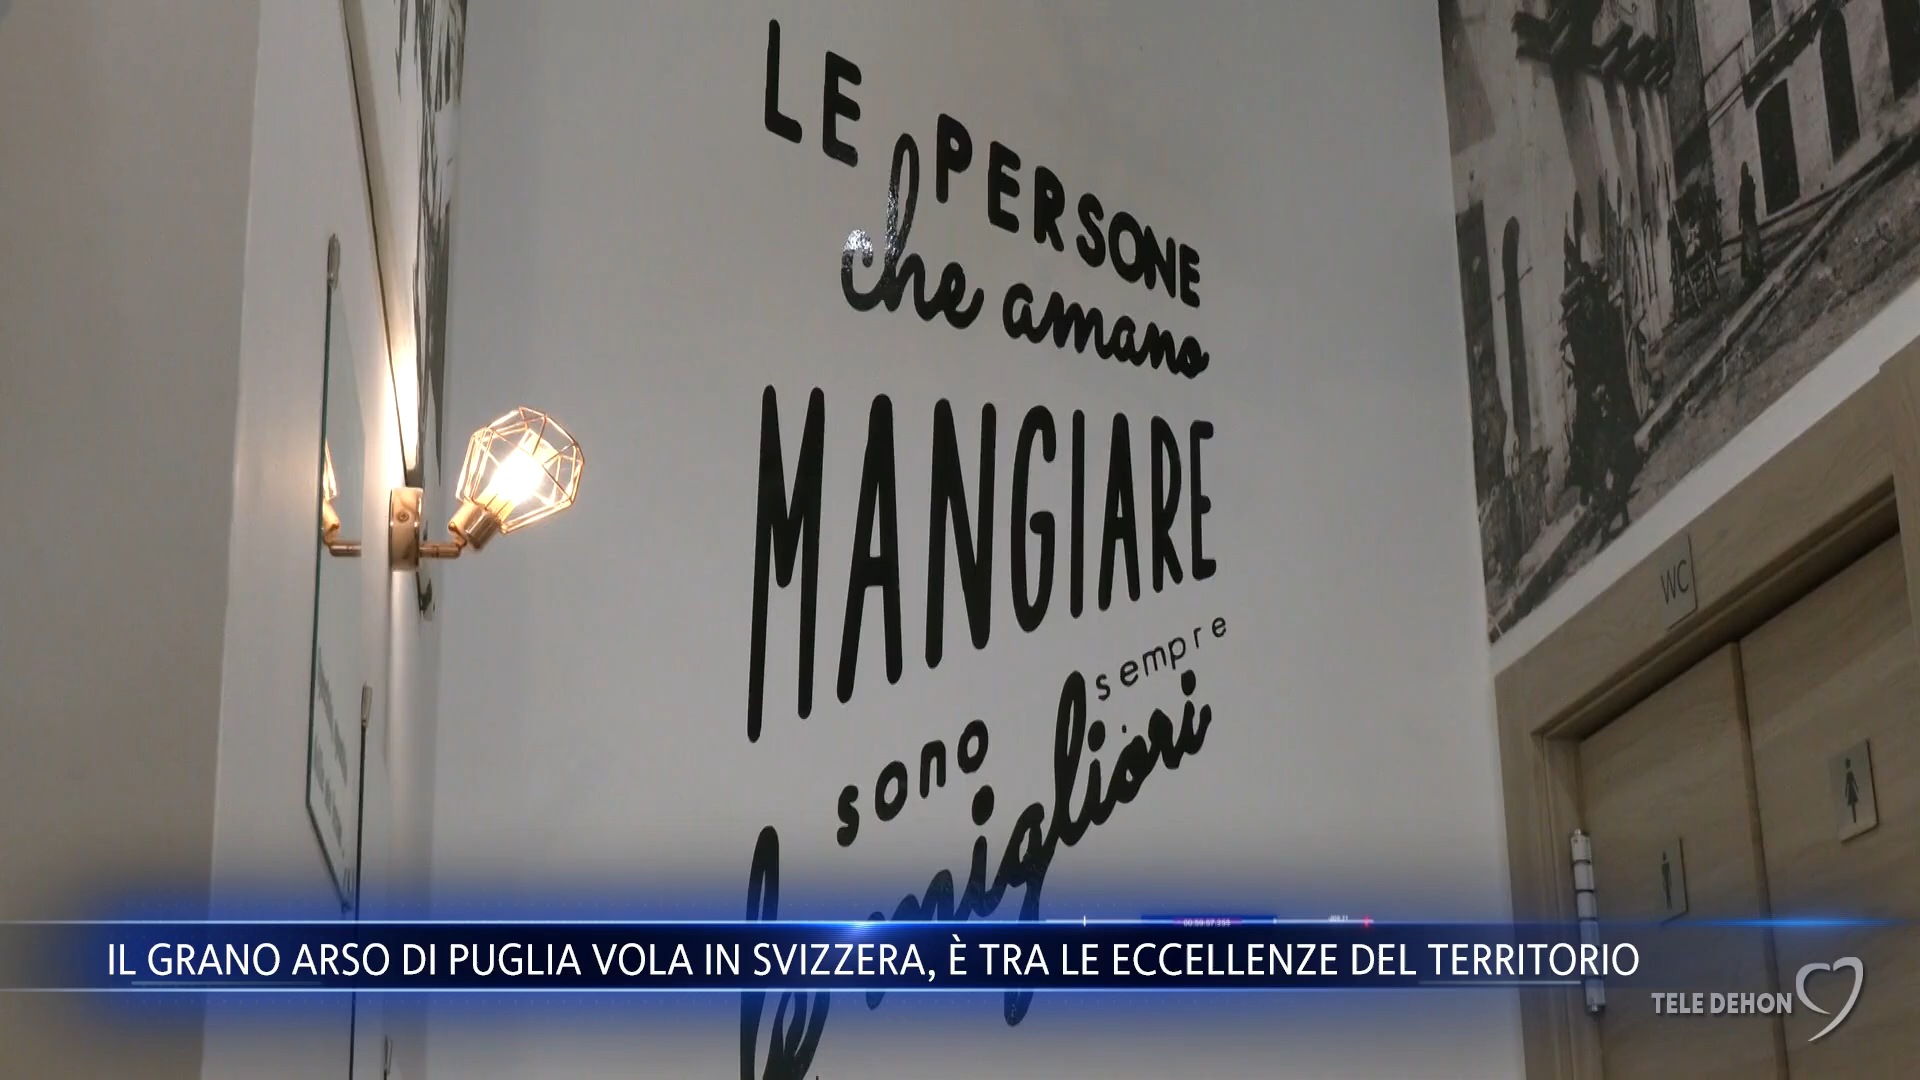 LE PERSONE
che amano
MANGIARE
sempre
sono
le migliori
WC
IL GRANO ARSO DI PUGLIA VOLA IN SVIZZERA, È TRA LE ECCELLENZE DEL TERRITORIO
TELE DEHON